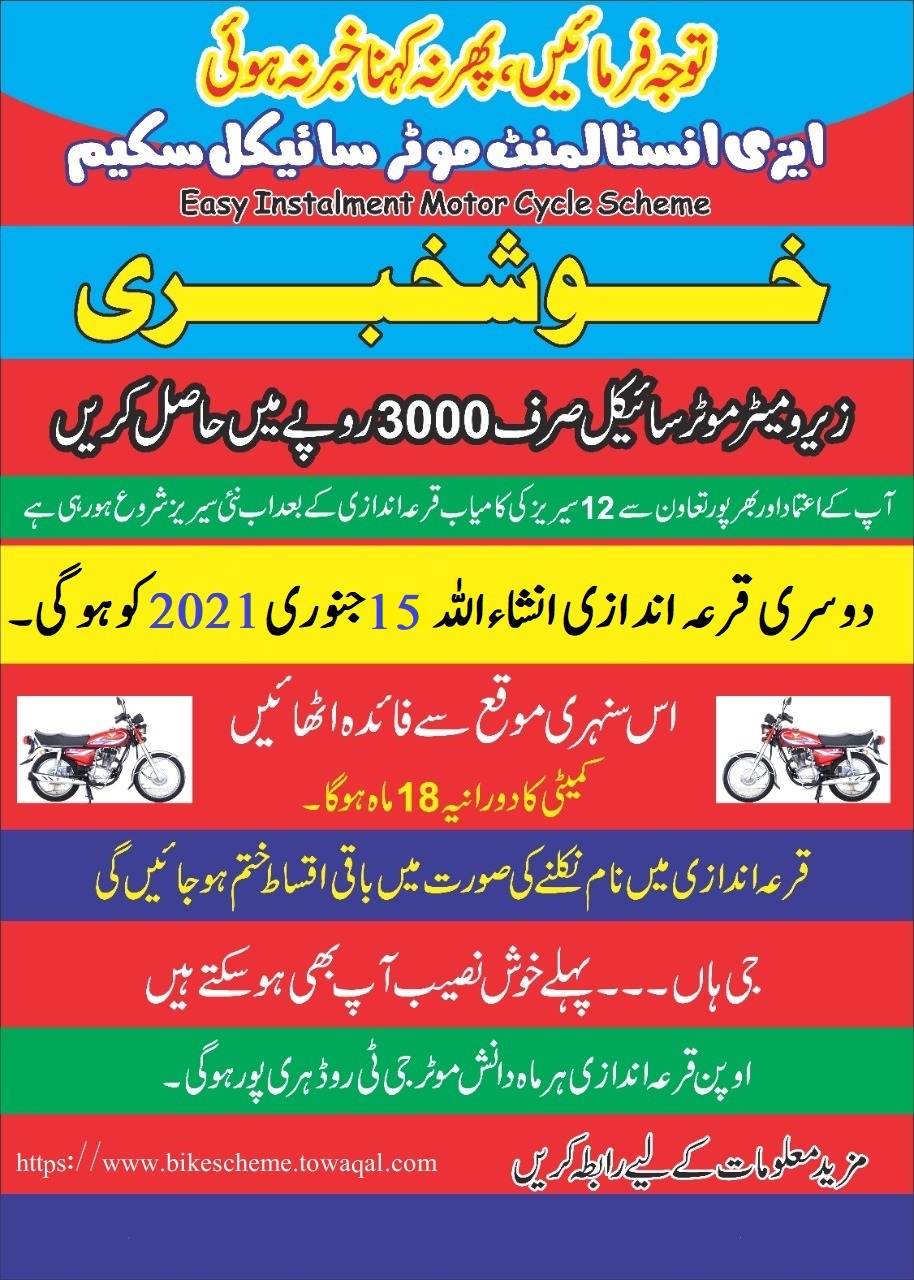 توجہ فرمائیں، پھر نہ کہنا خبر نہ ہوئی
ایزی انسٹالمنٹ موٹر سائیکل سکیم
Easy Instalment Motor Cycle Scheme
خوشخبری
زیرو میٹر موٹر سائیکل صرف 3000 روپے میں حاصل کریں
آپ کے اعتماد اور بھرپور تعاون سے 12 سیریز کی کامیاب قرعہ اندازی کے بعد اب نئی سیریز شروع ہو رہی ہے
دوسری قرعہ اندازی انشاء اللہ 15 جنوری 2021 کو ہوگی۔
اس سنہری موقع سے فائدہ اٹھائیں
کمیٹی کا دورانیہ 18 ماہ ہوگا۔
قرعہ اندازی میں نام نکلنے کی صورت میں باقی اقساط ختم ہو جائیں گی
جی ہاں۔۔۔ پہلے خوش نصیب آپ بھی ہو سکتے ہیں
اوپن قرعہ اندازی ہر ماہ دانش موٹر جی ٹی روڈ ہری پور ہوگی۔
مزید معلومات کے لیے رابطہ کریں https://www.bikescheme.towaqal.com